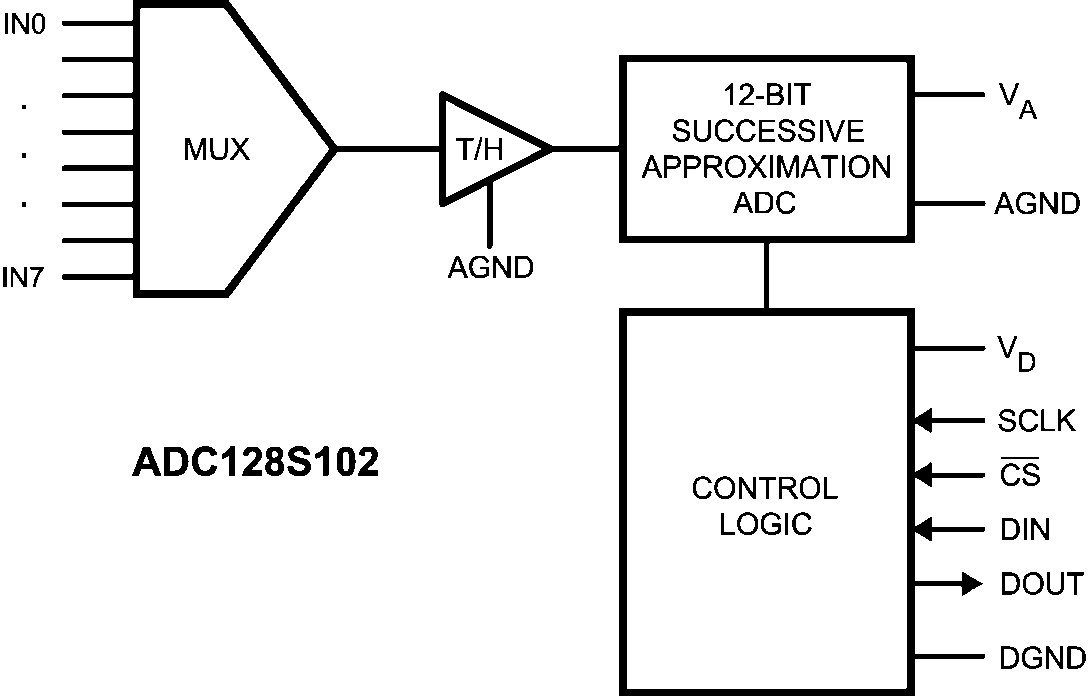 IN0
.
.
.
IN7
MUX
T/H
AGND
12-BIT
SUCCESSIVE
APPROXIMATION
ADC
VA
AGND
CONTROL
LOGIC
VD
SCLK
C̅S̅
DIN
DOUT
DGND
ADC128S102